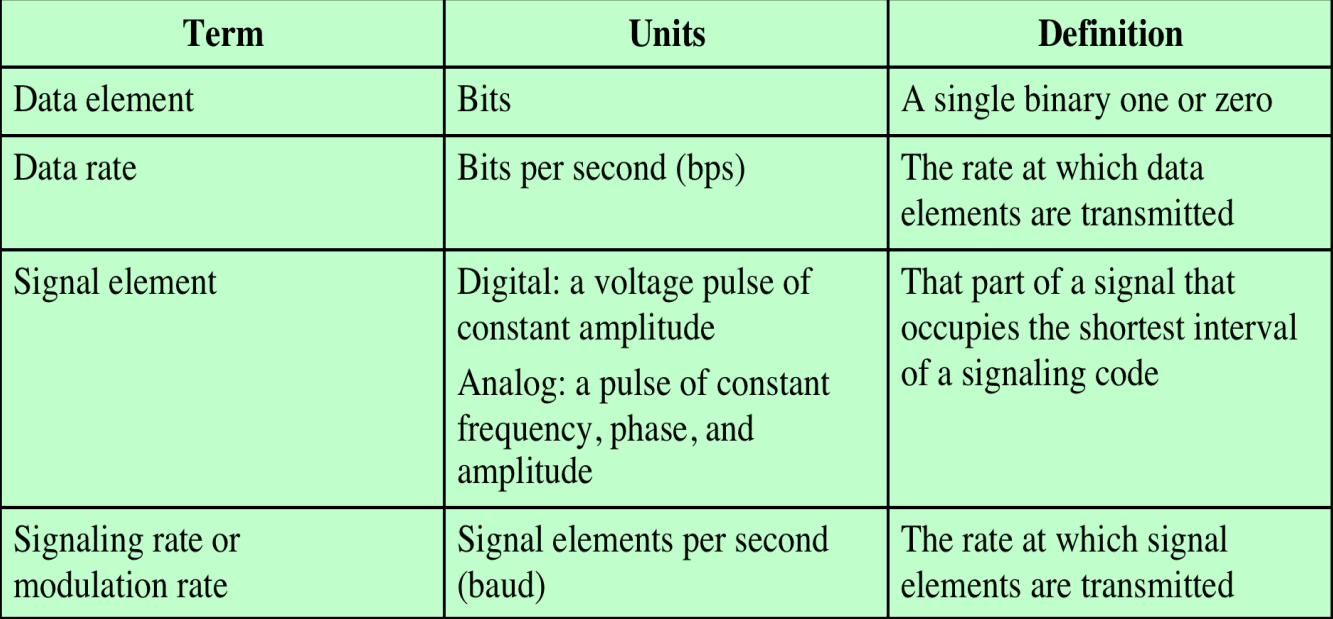 Term Units Definition
Data element Bits A single binary one or zero
Data rate Bits per second (bps) The rate at which data
elements are transmitted
Signal element Digital: a voltage pulse of
constant amplitude
Analog: a pulse of constant
frequency, phase, and
amplitude
That part of a signal that
occupies the shortest interval
of a signaling code
Signaling rate or
modulation rate
Signal elements per second
(baud)
The rate at which signal
elements are transmitted